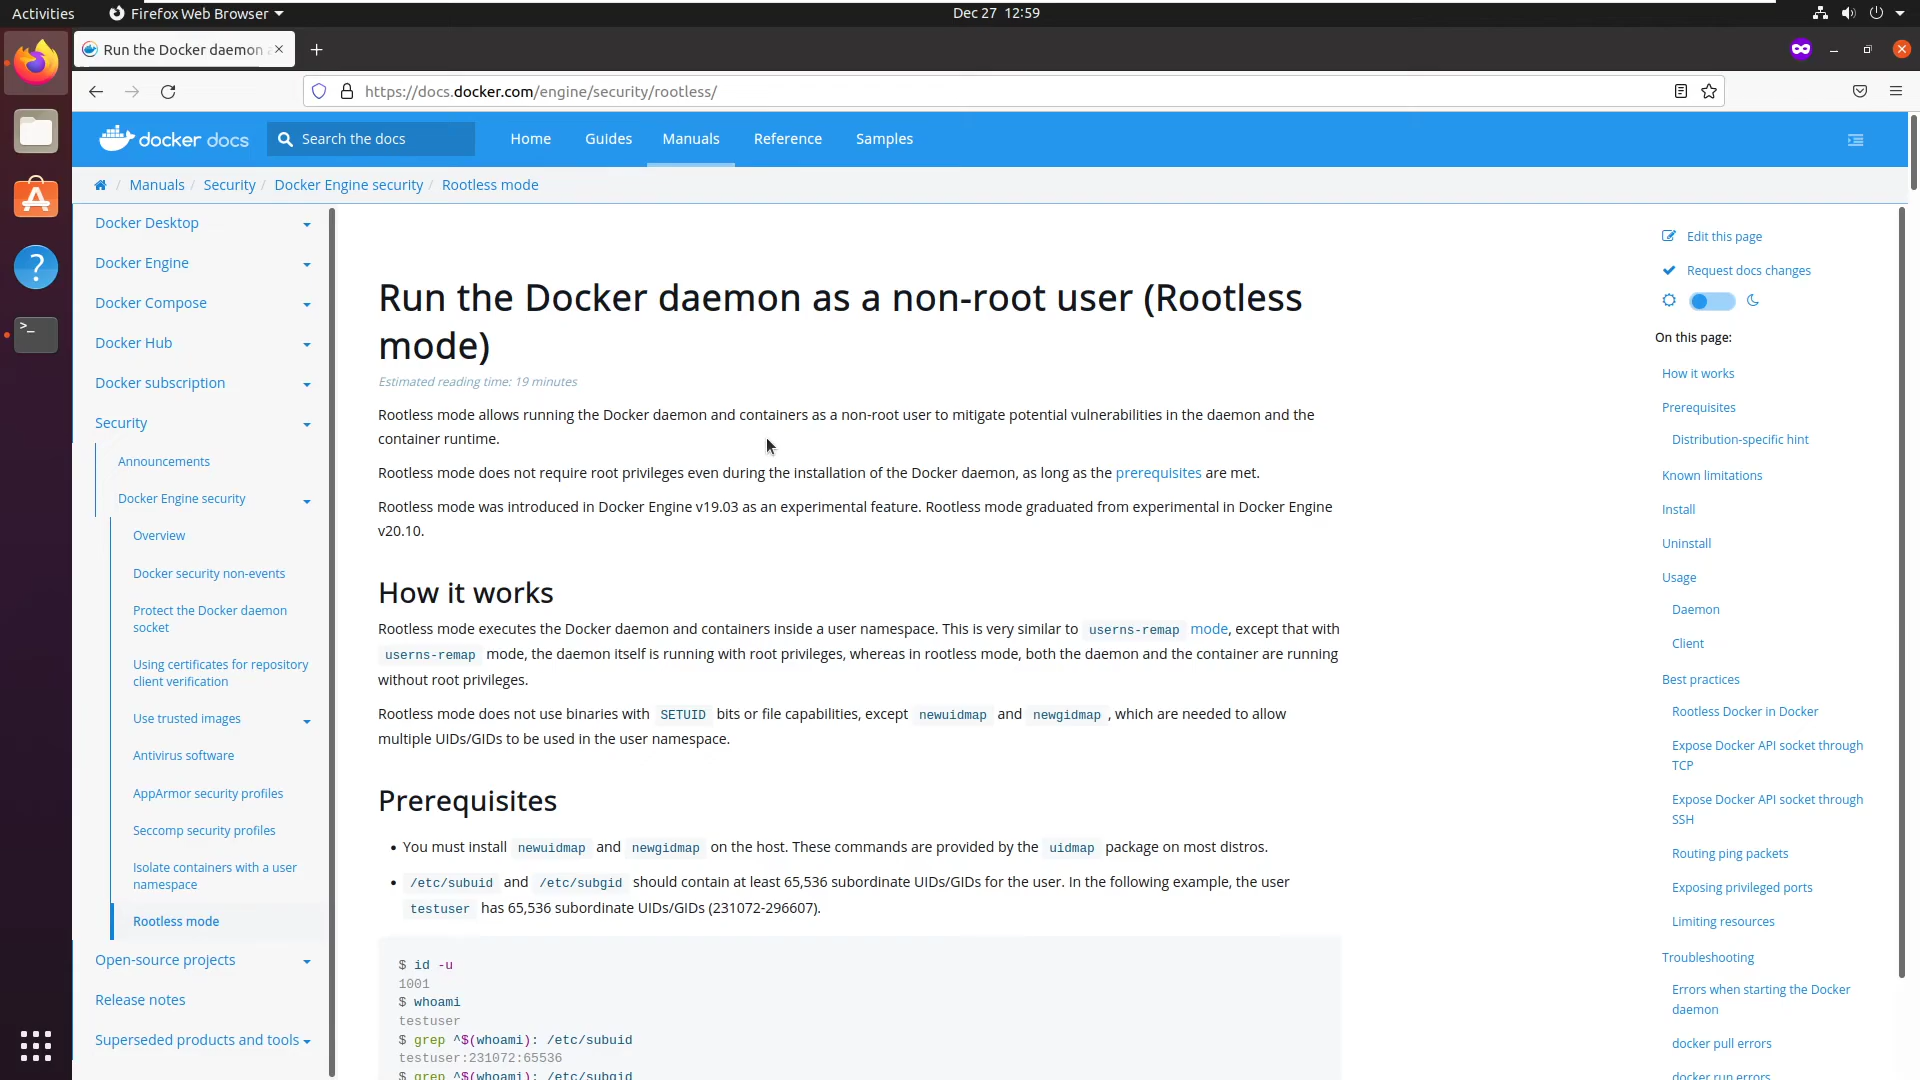 Activities
Firefox Web Browser
Dec 27 12:59
Run the Docker daemon
https://docs.docker.com/engine/security/rootless/
docker docs
Search the docs
Home
Guides
Manuals
Reference
Samples
/ Manuals / Security / Docker Engine security / Rootless mode
Docker Desktop
Docker Engine
Docker Compose
Docker Hub
Docker subscription
Security
Announcements
Docker Engine security
Overview
Docker security non-events
Protect the Docker daemon
socket
Using certificates for repository
client verification
Use trusted images
Antivirus software
AppArmor security profiles
Seccomp security profiles
Isolate containers with a user
namespace
Rootless mode
Open-source projects
Release notes
Superseded products and tools
Run the Docker daemon as a non-root user (Rootless
mode)
Estimated reading time: 19 minutes
Rootless mode allows running the Docker daemon and containers as a non-root user to mitigate potential vulnerabilities in the daemon and the
container runtime.
Rootless mode does not require root privileges even during the installation of the Docker daemon, as long as the prerequisites are met.
Rootless mode was introduced in Docker Engine v19.03 as an experimental feature. Rootless mode graduated from experimental in Docker Engine
v20.10.
How it works
Rootless mode executes the Docker daemon and containers inside a user namespace. This is very similar to userns-remap mode, except that with
userns-remap mode, the daemon itself is running with root privileges, whereas in rootless mode, both the daemon and the container are running
without root privileges.
Rootless mode does not use binaries with SETUID bits or file capabilities, except newuidmap and newgidmap , which are needed to allow
multiple UIDs/GIDs to be used in the user namespace.
Prerequisites
• You must install newuidmap and newgidmap on the host. These commands are provided by the uidmap package on most distros.
• /etc/subuid and /etc/subgid should contain at least 65,536 subordinate UIDs/GIDs for the user. In the following example, the user
testuser has 65,536 subordinate UIDs/GIDs (231072-296607).
$ id -u
1001
$ whoami
testuser
$ grep ^$(whoami): /etc/subuid
testuser:231072:65536
$ grep ^$(whoami): /etc/subgid
Edit this page
Request docs changes
On this page:
How it works
Prerequisites
Distribution-specific hint
Known limitations
Install
Uninstall
Usage
Daemon
Client
Best practices
Rootless Docker in Docker
Expose Docker API socket through
TCP
Expose Docker API socket through
SSH
Routing ping packets
Exposing privileged ports
Limiting resources
Troubleshooting
Errors when starting the Docker
daemon
docker pull errors
docker run errors